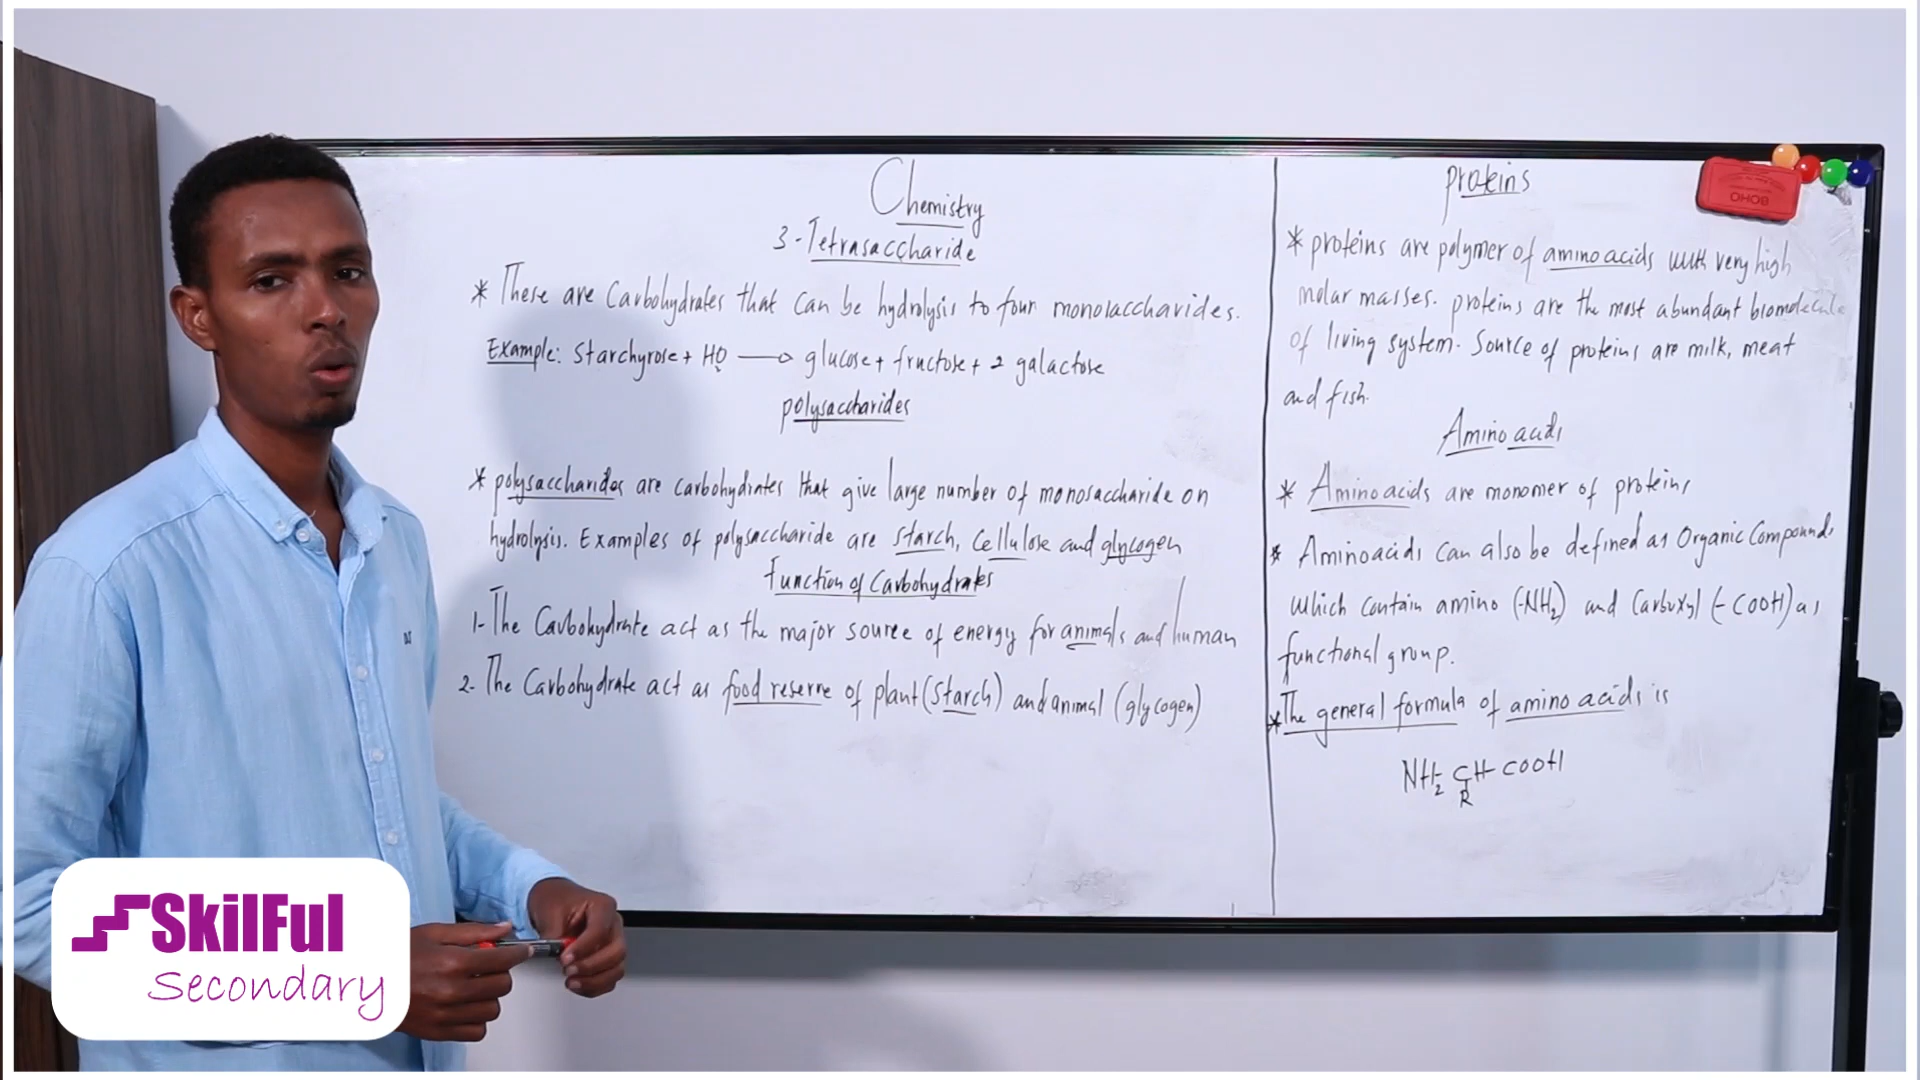 Chemistry
3-Tetrasaccharide
* These are Carbohydrates that can be hydrolysis to four monosaccharides.
Example: Starchyrose + H2O → glucose + fructose + 2 galactose
polysaccharides
* polysaccharides are carbohydrates that give large number of monosaccharide on
hydrolysis. Examples of polysaccharide are starch, cellulose and glycogen
Function of Carbohydrates
1- The Carbohydrate act as the major source of energy for animals and human
2- The Carbohydrate act as food reserve of plant (starch) and animal (glycogen)
proteins
* proteins are polymer of amino acids with very high
molar masses. proteins are the most abundant biomolecule
of living system. Source of proteins are milk, meat
and fish.
Amino acids
* Amino acids are monomer of proteins
* Amino acids can also be defined as Organic Compounds
which contain amino (-NH2) and Carboxyl (-COOH) as
functional group.
* The general formula of amino acids is
NH2-CH-COOH
R
BOHO
SkilFul
Secondary